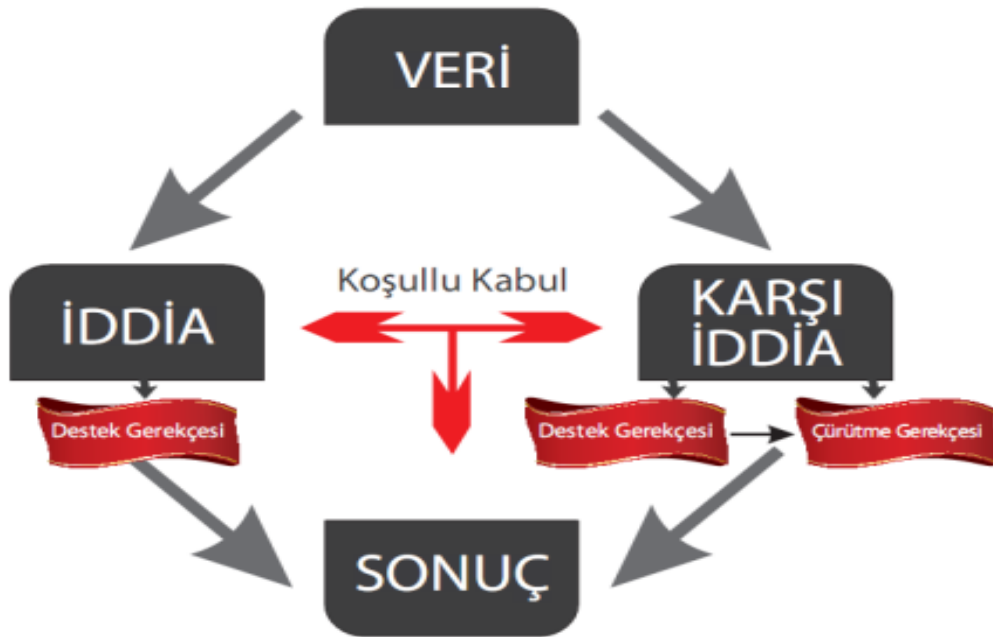 VERİ
Koşullu Kabul
İDDİA
KARŞI
İDDİA
Destek Gerekçesi
Destek Gerekçesi
Çürütme Gerekçesi
SONUÇ